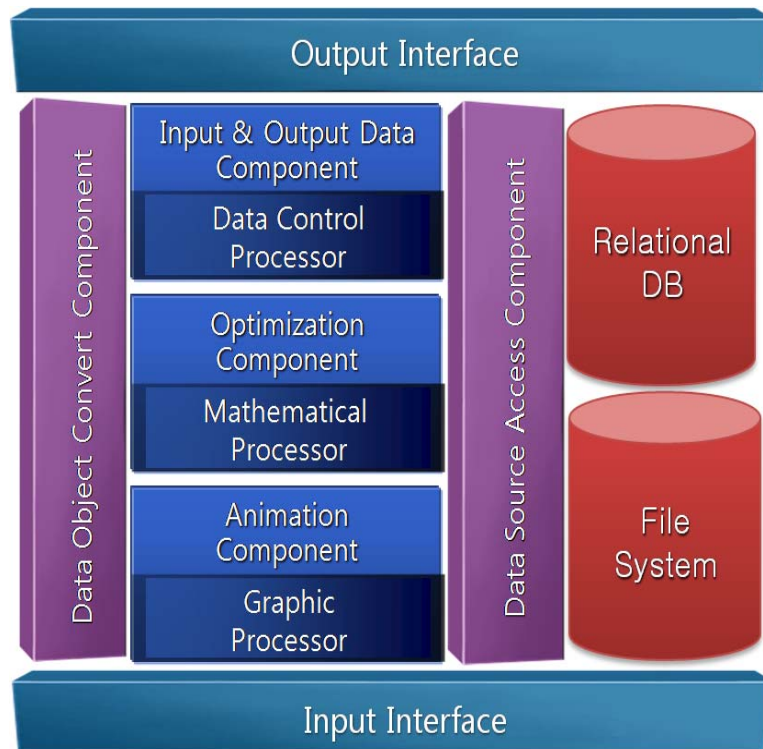 Output Interface
Data Object Convert Component
Input & Output Data
Component
Data Control
Processor
Optimization
Component
Mathematical
Processor
Animation
Component
Graphic
Processor
Data Source Access Component
Relational
DB
File
System
Input Interface